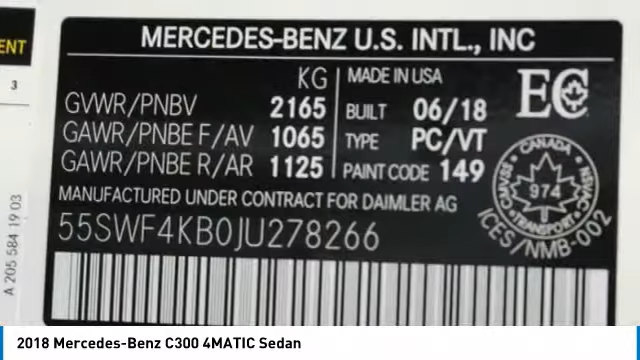 ENT
3
MERCEDES-BENZ U.S. INTL., INC
KG
GVWR/PNBV 2165
GAWR/PNBE F/AV 1065
GAWR/PNBE R/AR 1125
MADE IN USA
BUILT 06/18
TYPE PC/VT
PAINT CODE 149
EC
MANUFACTURED UNDER CONTRACT FOR DAIMLER AG
55SWF4KB0JU278266
CANADA
974
TRANSPORT
ICES/NMB-002
A 205 584 19 03
2018 Mercedes-Benz C300 4MATIC Sedan